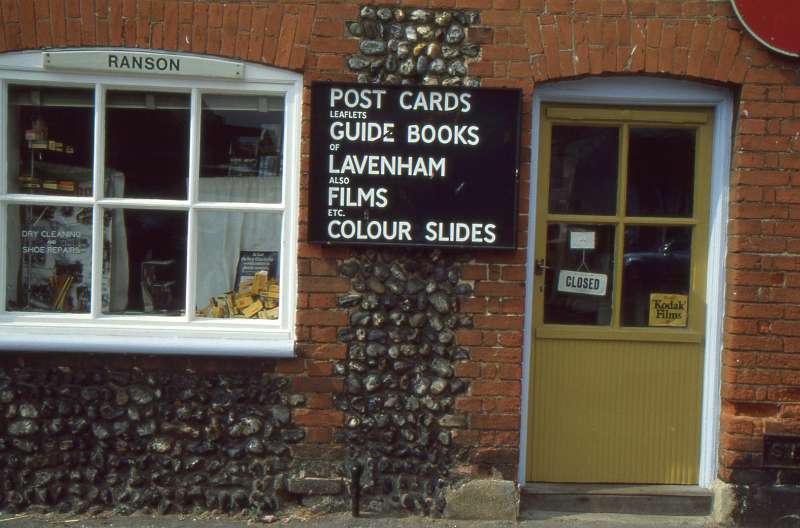 RANSON
POST CARDS
LEAFLETS
GUIDE BOOKS
OF
LAVENHAM
ALSO
FILMS
ETC.
COLOUR SLIDES
DRY CLEANING
AND
SHOE REPAIRS
CLOSED
Kodak
Films